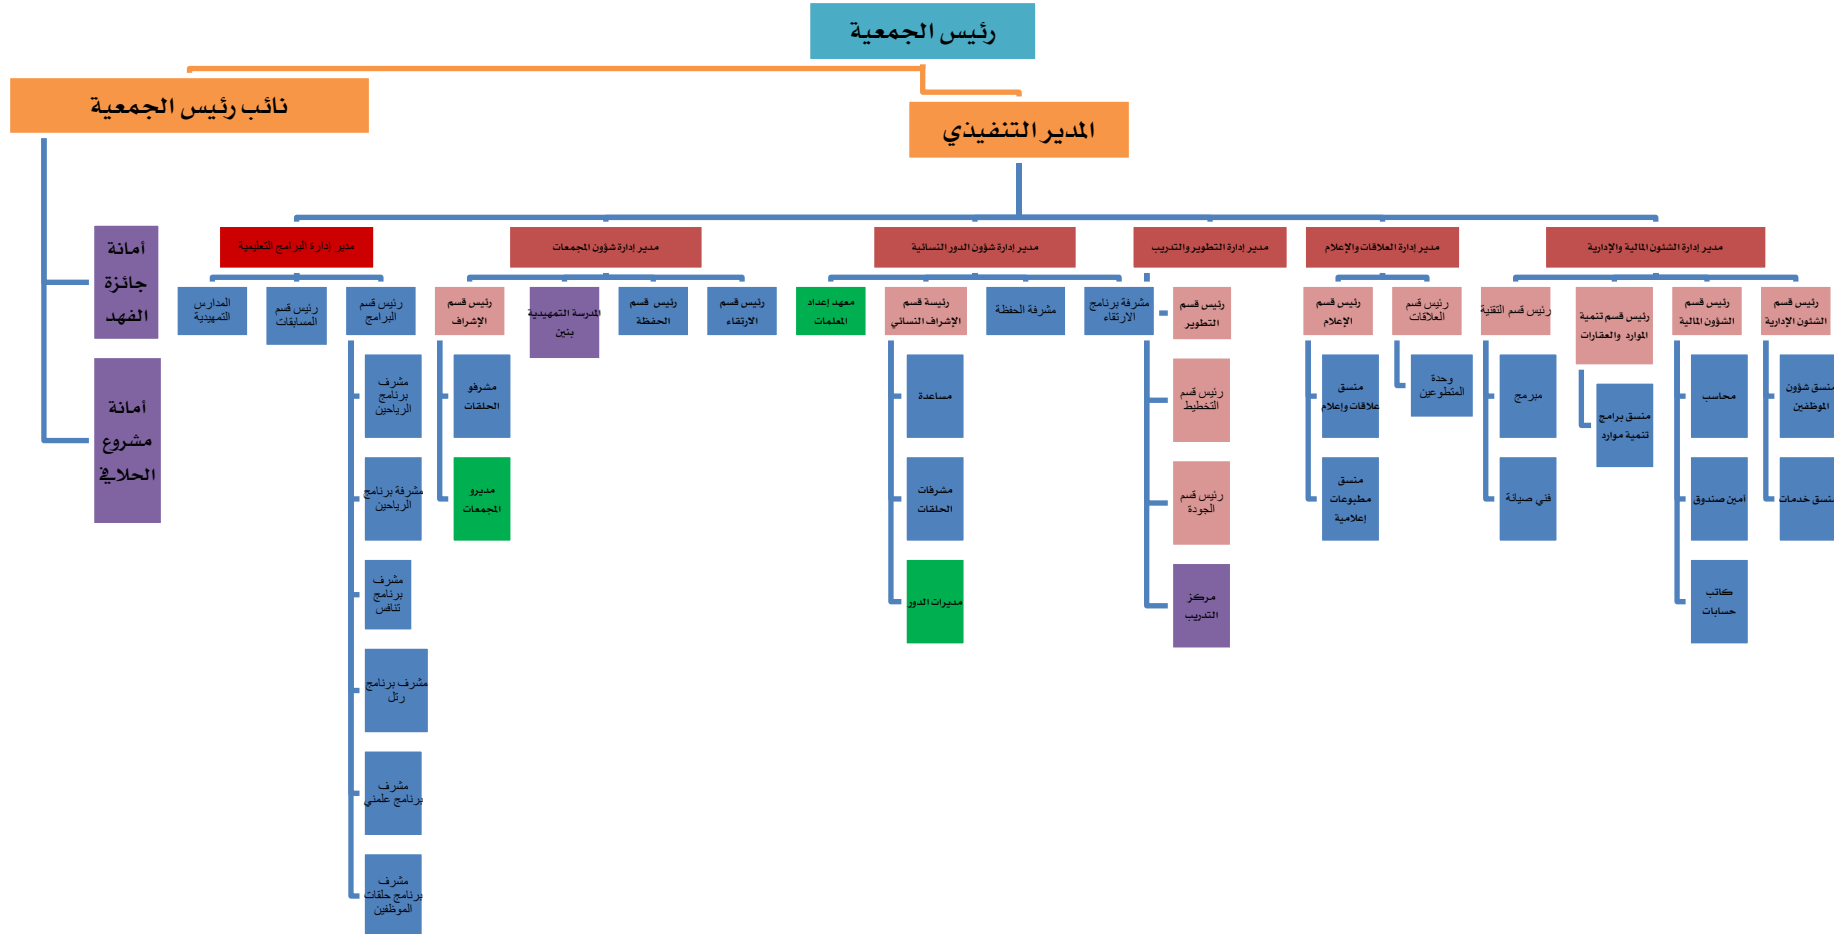 رئيس الجمعية
نائب رئيس الجمعية
المدير التنفيذي
أمانة
جائزة
الفهد
أمانة
مشروع
الحلافي
مدير إدارة الشئون المالية والإدارية
مدير إدارة العلاقات والإعلام
مدير إدارة التطوير والتدريب
مدير إدارة شؤون الدور النسائية
مدير إدارة شؤون المجمعات
مدير إدارة البرامج التعليمية
رئيس قسم
الشئون الإدارية
منسق شؤون
الموظفين
منسق خدمات
رئيس قسم
الشؤون المالية
محاسب
أمين صندوق
كاتب
حسابات
رئيس قسم تنمية
الموارد والعقارات
منسق برامج
تنمية موارد
رئيس قسم التقنية
مبرمج
فني صيانة
رئيس قسم
العلاقات
وحدة
المتطوعين
رئيس قسم
الإعلام
منسق
علاقات وإعلام
منسق
مطبوعات
إعلامية
رئيس قسم
التطوير
رئيس قسم
التخطيط
رئيس قسم
الجودة
مركز
التدريب
مشرفة برنامج
الارتقاء
مشرفة الحفظة
رئيسة قسم
الإشراف النسائي
مساعدة
مشرفات
الحلقات
مديرات الدور
معهد إعداد
المعلمات
رئيس قسم
الارتقاء
رئيس قسم
الحفظة
المدرسة التمهيدية
بنين
رئيس قسم
الإشراف
مشرفو
الحلقات
مديرو
المجمعات
رئيس قسم
البرامج
مشرف
برنامج
الرياحين
مشرفة برنامج
الرياحين
مشرف
برنامج
تنافس
مشرف برنامج
رتل
مشرف
برنامج علمني
مشرف
برنامج حلقات
الموظفين
رئيس قسم
المسابقات
المدارس
التمهيدية